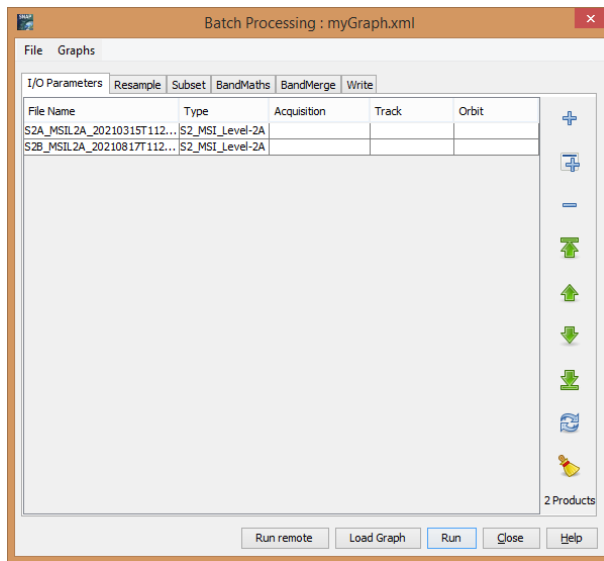 SNAP
Batch Processing : myGraph.xml
File Graphs
I/O Parameters Resample Subset BandMaths BandMerge Write
File Name Type Acquisition Track Orbit
S2A_MSIL2A_20210315T112... S2_MSI_Level-2A
S2B_MSIL2A_20210817T112... S2_MSI_Level-2A
2 Products
Run remote Load Graph Run Close Help